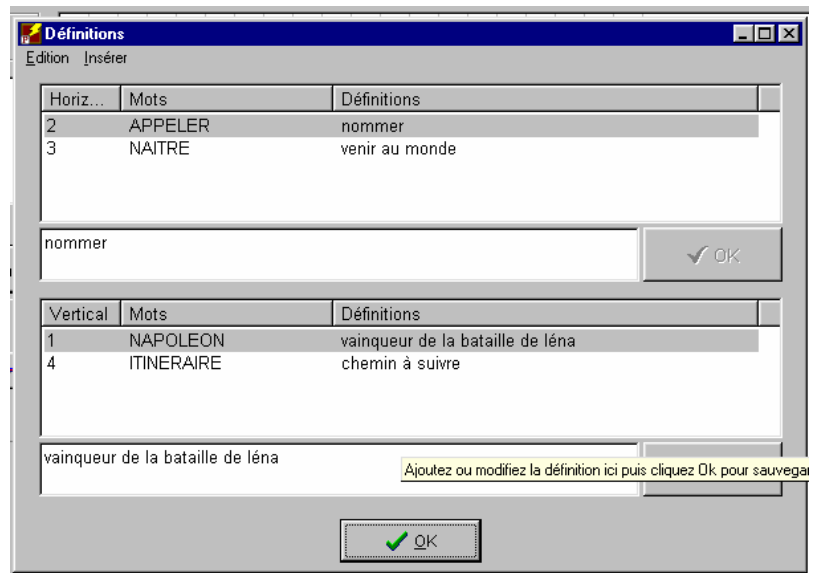 Définitions
Edition Insérer
Horiz... Mots Définitions
2 APPELER nommer
3 NAITRE venir au monde
nommer
OK
Vertical Mots Définitions
1 NAPOLEON vainqueur de la bataille de léna
4 ITINERAIRE chemin à suivre
vainqueur de la bataille de léna
Ajoutez ou modifiez la définition ici puis cliquez Ok pour sauvegar
OK